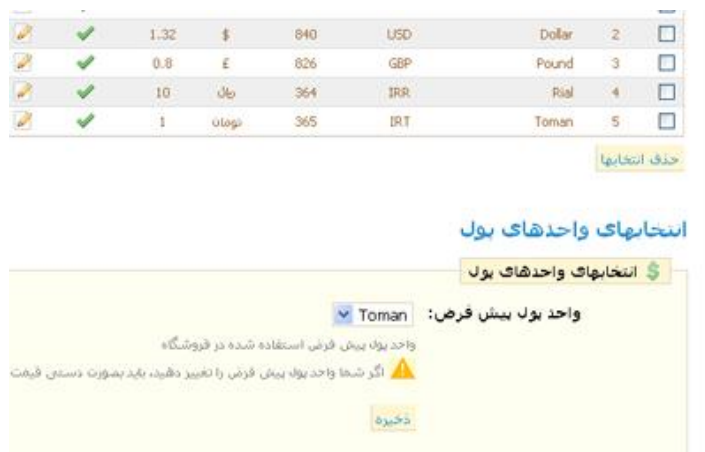 2 Dollar USD 840 $ 1.32
3 Pound GBP 826 £ 0.8
4 Rial IRR 364 ریال 10
5 Toman IRT 365 تومان 1
حذف انتخابها
انتخابهای واحدهای پول
انتخابهای واحدهای پول
واحد پول پیش فرض: Toman
واحد پول پیش فرض استفاده شده در فروشگاه
اگر شما واحد پول پیش فرض را تغییر دهید، باید بصورت دستی قیمت
ذخیره